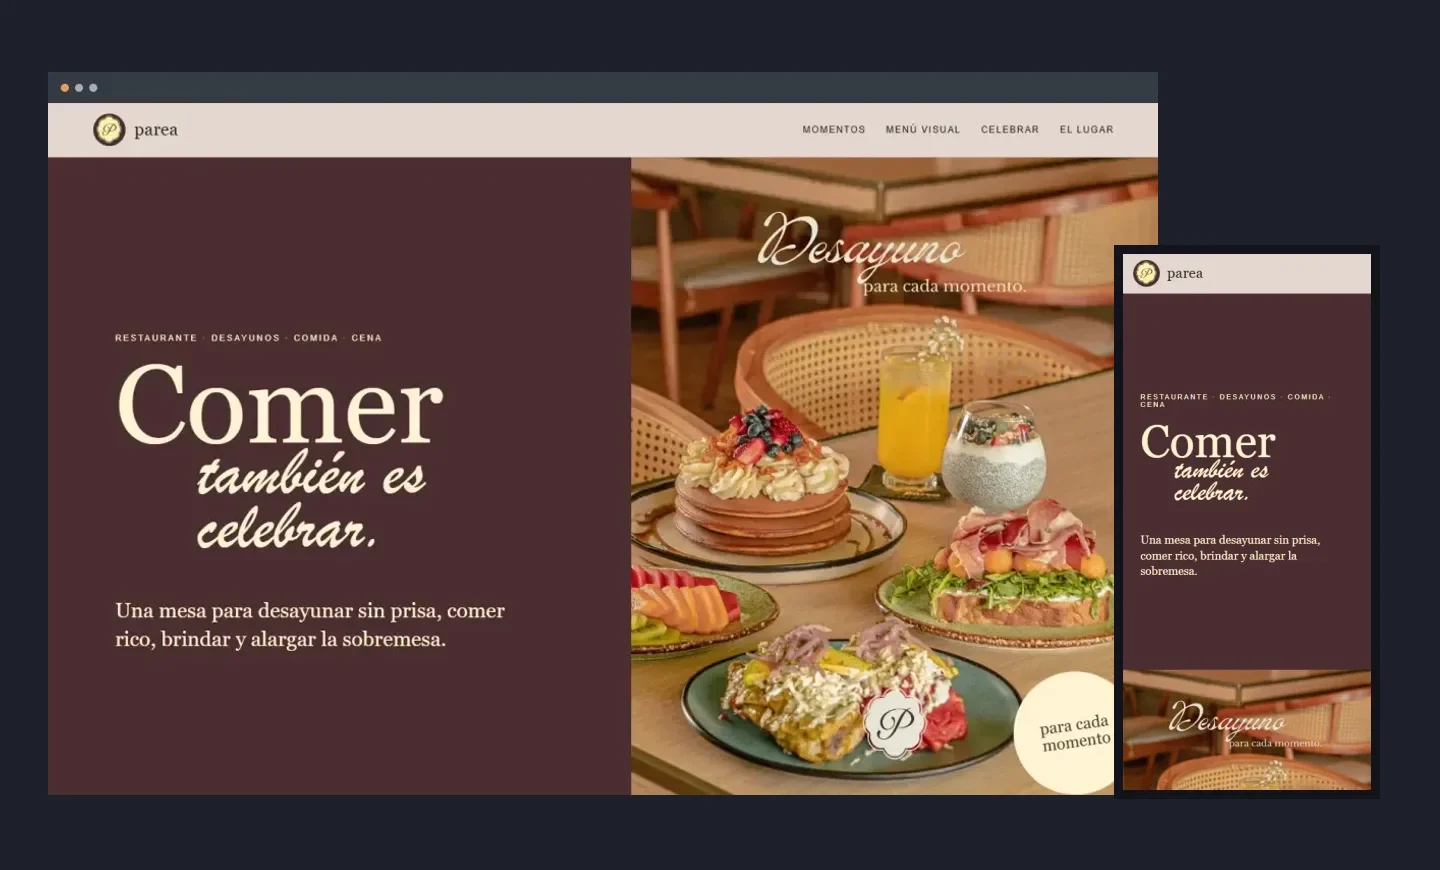 parea
MOMENTOS
MENÚ VISUAL
CELEBRAR
EL LUGAR
RESTAURANTE · DESAYUNOS · COMIDA · CENA
Comer
también es
celebrar.
Una mesa para desayunar sin prisa, comer
rico, brindar y alargar la sobremesa.
Desayuno
para cada momento.
P
para cada
momento
parea
RESTAURANTE · DESAYUNOS · COMIDA ·
CENA
Comer
también es
celebrar.
Una mesa para desayunar sin prisa,
comer rico, brindar y alargar la
sobremesa.
Desayuno
para cada momento.